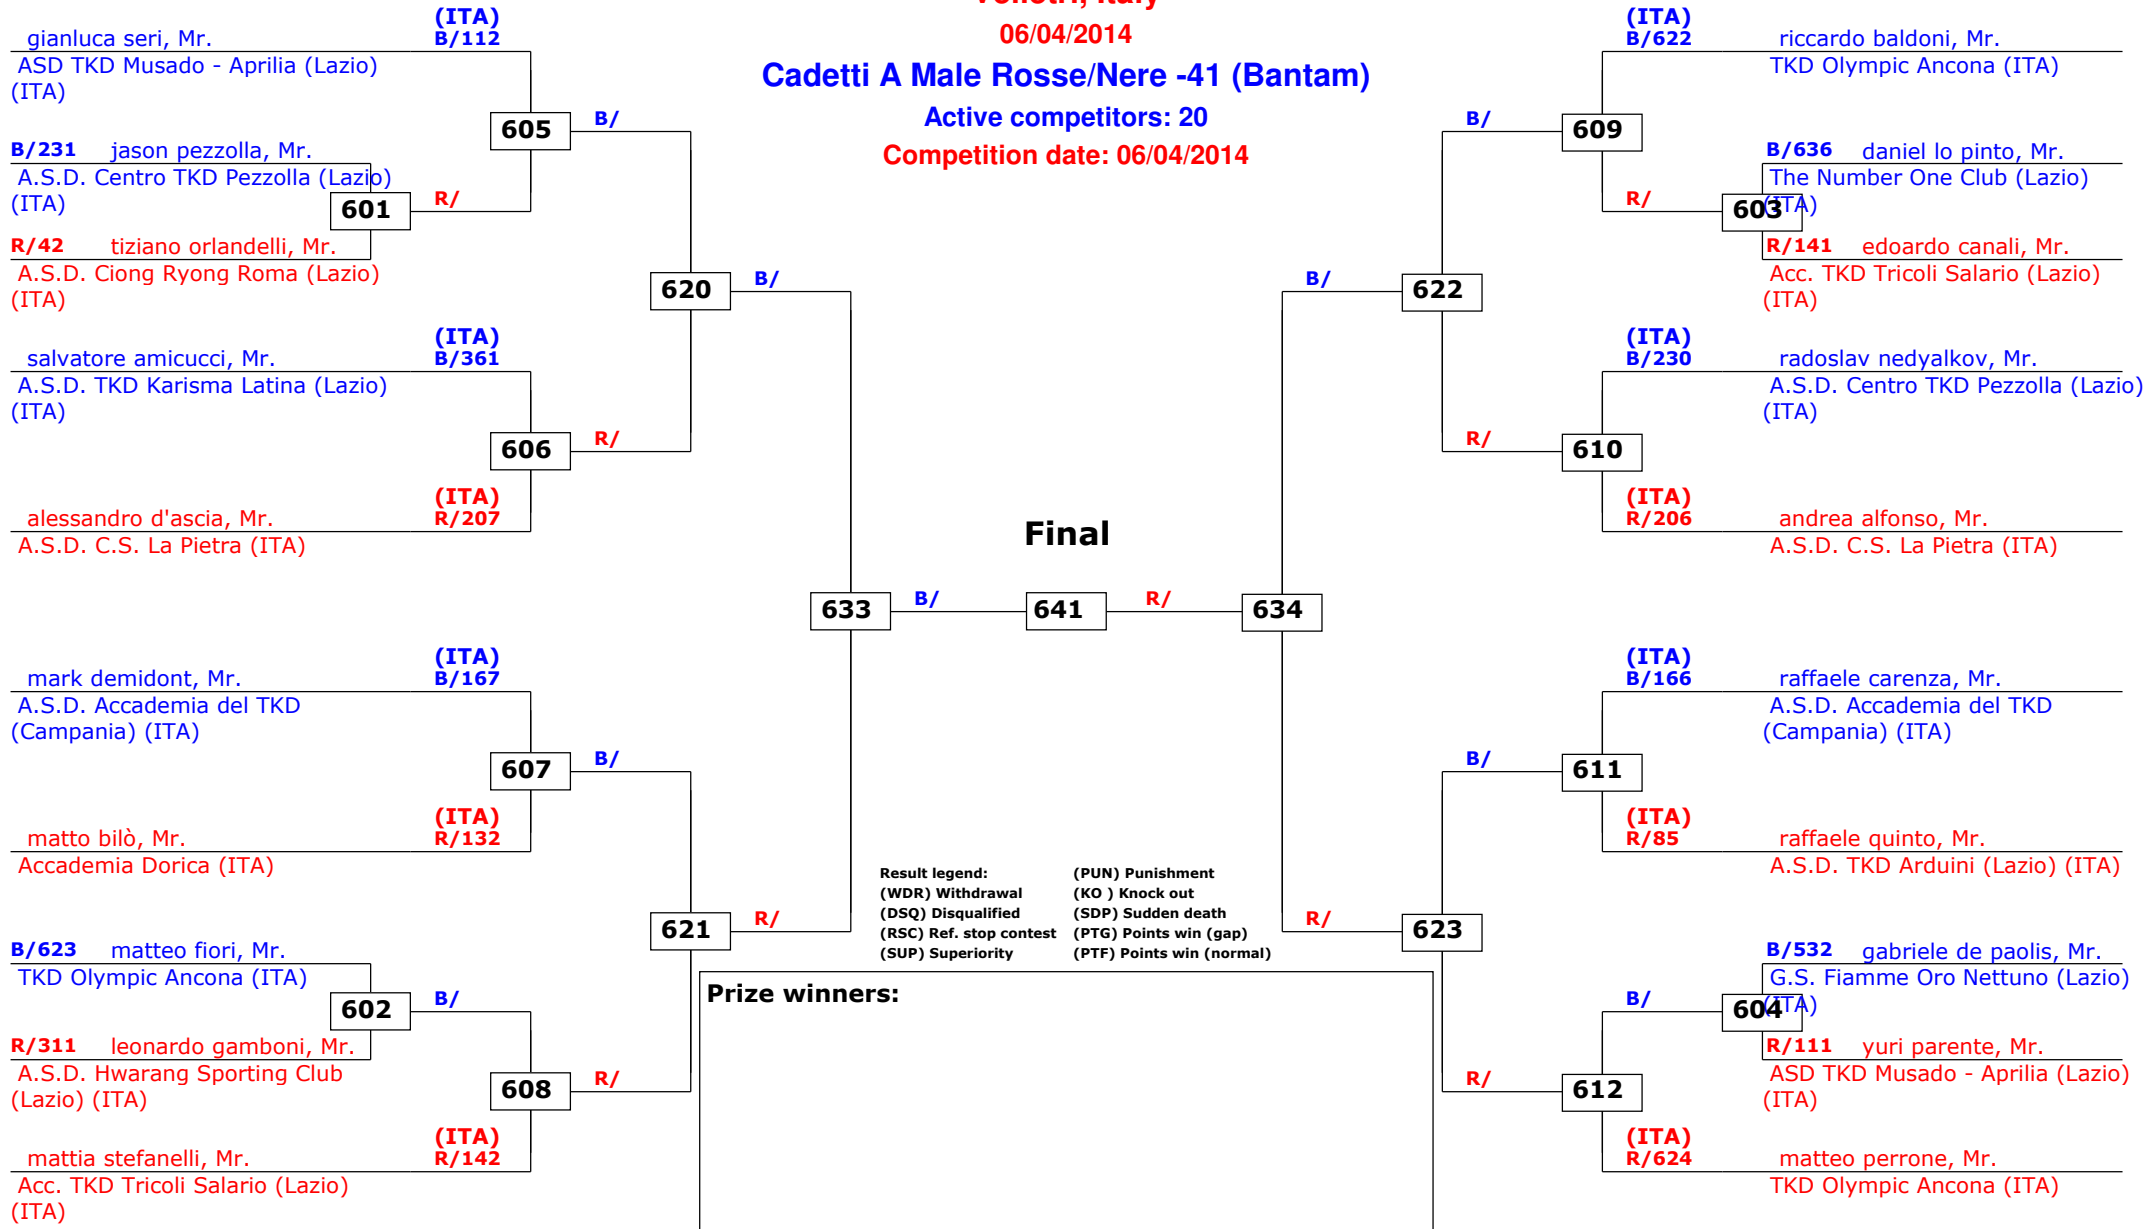 Velletri, Italy
06/04/2014
Cadetti A Male Rosse/Nere -41 (Bantam)
Active competitors: 20
Competition date: 06/04/2014
(ITA)
gianluca seri, Mr. B/112
ASD TKD Musado - Aprilia (Lazio)
(ITA)
605
B/
B/231 jason pezzolla, Mr.
A.S.D. Centro TKD Pezzolla (Lazio)
(ITA)
601
R/
R/42 tiziano orlandelli, Mr.
A.S.D. Ciong Ryong Roma (Lazio)
(ITA)
620
B/
(ITA)
salvatore amicucci, Mr. B/361
A.S.D. TKD Karisma Latina (Lazio)
(ITA)
606
R/
(ITA)
alessandro d'ascia, Mr. R/207
A.S.D. C.S. La Pietra (ITA)
Final
633
B/
641
R/
634
(ITA)
mark demidont, Mr. B/167
A.S.D. Accademia del TKD
(Campania) (ITA)
607
B/
(ITA)
matto bilò, Mr. R/132
Accademia Dorica (ITA)
621
R/
B/623 matteo fiori, Mr.
TKD Olympic Ancona (ITA)
602
B/
R/311 leonardo gamboni, Mr.
A.S.D. Hwarang Sporting Club
(Lazio) (ITA)
608
R/
(ITA)
mattia stefanelli, Mr. R/142
Acc. TKD Tricoli Salario (Lazio)
(ITA)
(ITA)
B/622 riccardo baldoni, Mr.
TKD Olympic Ancona (ITA)
B/
609
B/636 daniel lo pinto, Mr.
The Number One Club (Lazio)
(ITA)
R/
603
R/141 edoardo canali, Mr.
Acc. TKD Tricoli Salario (Lazio)
(ITA)
B/
622
(ITA)
B/230 radoslav nedyalkov, Mr.
A.S.D. Centro TKD Pezzolla (Lazio)
(ITA)
R/
610
(ITA)
R/206 andrea alfonso, Mr.
A.S.D. C.S. La Pietra (ITA)
(ITA)
B/166 raffaele carenza, Mr.
A.S.D. Accademia del TKD
(Campania) (ITA)
B/
611
(ITA)
R/85 raffaele quinto, Mr.
A.S.D. TKD Arduini (Lazio) (ITA)
R/
623
B/532 gabriele de paolis, Mr.
G.S. Fiamme Oro Nettuno (Lazio)
(ITA)
B/
604
R/111 yuri parente, Mr.
ASD TKD Musado - Aprilia (Lazio)
(ITA)
R/
612
(ITA)
R/624 matteo perrone, Mr.
TKD Olympic Ancona (ITA)
Result legend: (PUN) Punishment
(WDR) Withdrawal (KO ) Knock out
(DSQ) Disqualified (SDP) Sudden death
(RSC) Ref. stop contest (PTG) Points win (gap)
(SUP) Superiority (PTF) Points win (normal)
Prize winners: